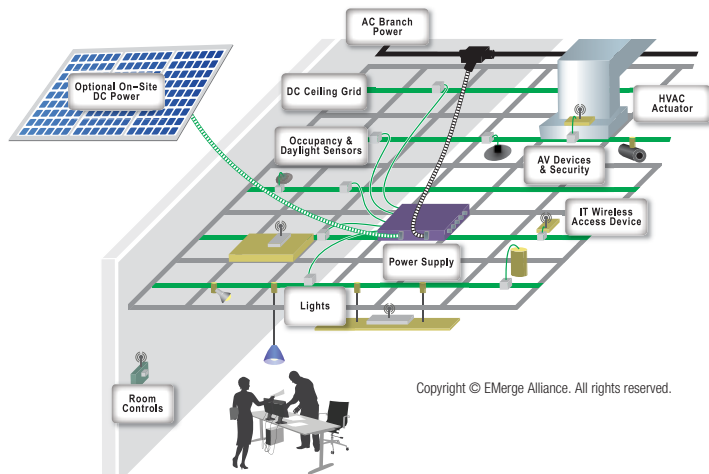 AC Branch
Power
Optional On-Site
DC Power
DC Ceiling Grid
HVAC
Actuator
Occupancy &
Daylight Sensors
AV Devices
& Security
IT Wireless
Access Device
Power Supply
Lights
Room
Controls
Copyright © EMerge Alliance. All rights reserved.